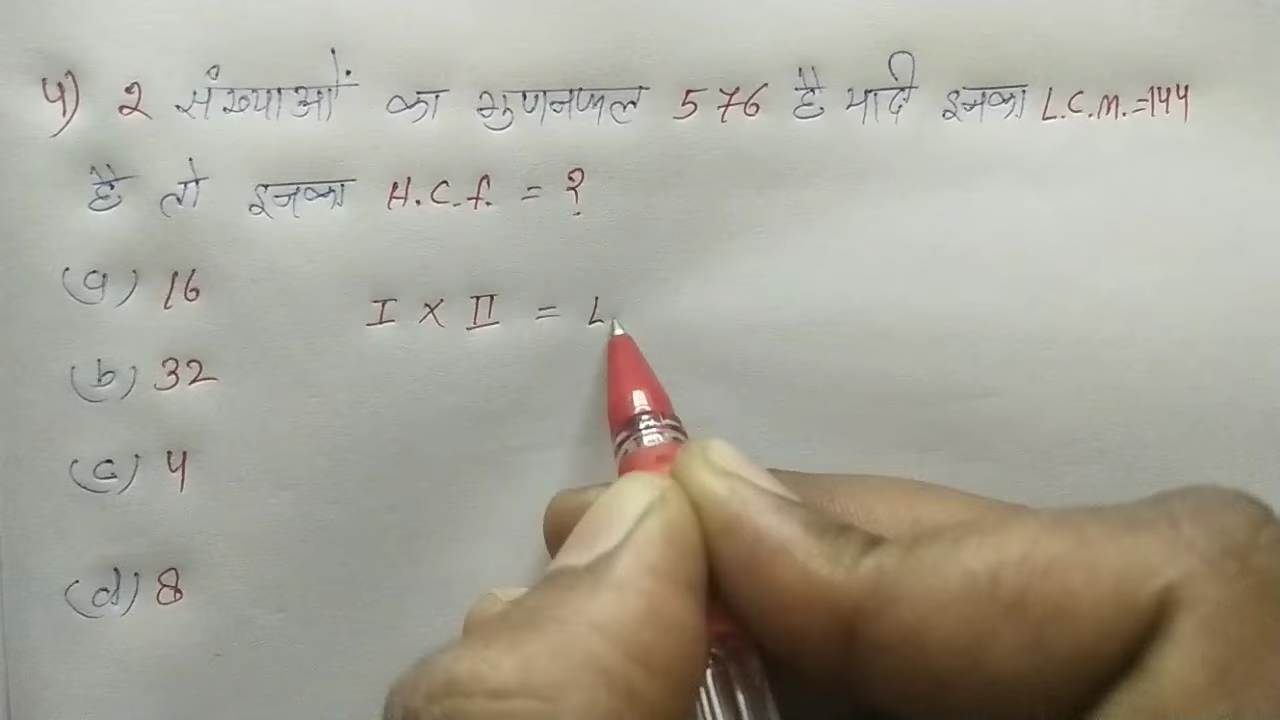 4) 2 संख्याओं का गुणनफल 576 है यदि इनका L.C.M.=144
है तो इनका H.C.f. = ?
(a) 16
I × II = L
(b) 32
(c) 4
(d) 8